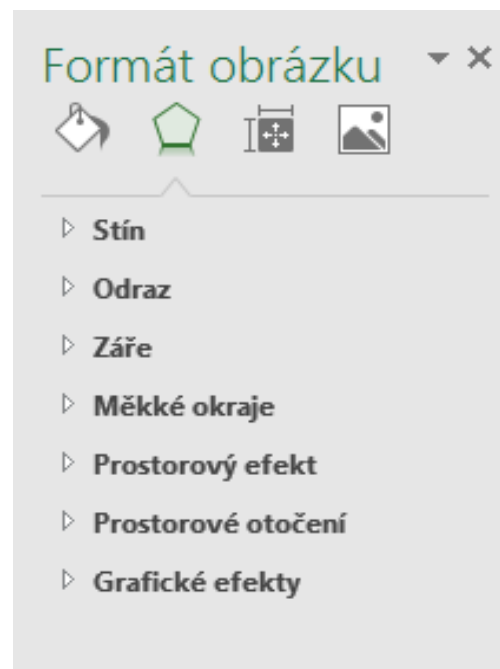 Formát obrázku
Stín
Odraz
Záře
Měkké okraje
Prostorový efekt
Prostorové otočení
Grafické efekty